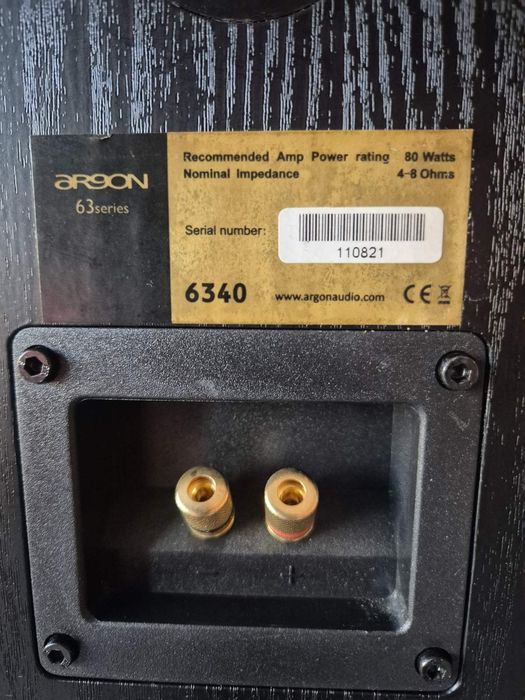 ARGON
63series
Recommended Amp Power rating 80 Watts
Nominal Impedance 4-8 Ohms
Serial number:
110821
6340 www.argonaudio.com CE
- +